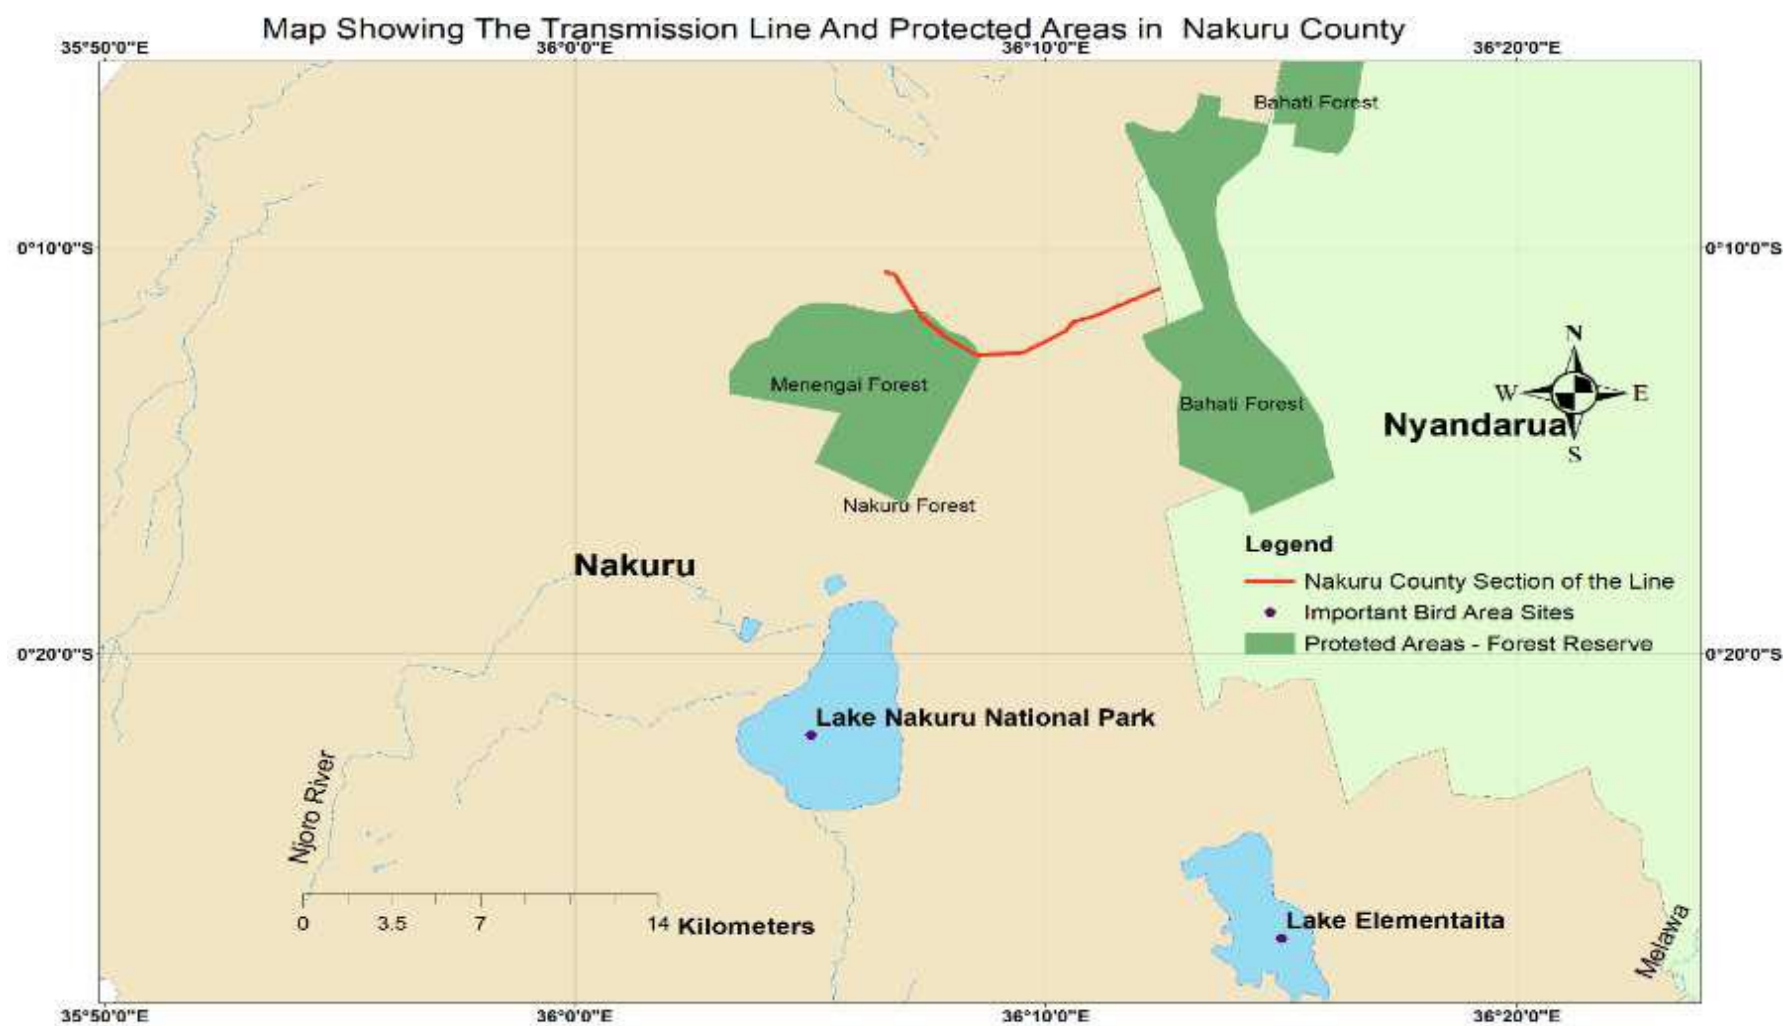 Map Showing The Transmission Line And Protected Areas in Nakuru County
35°50'0"E 36°0'0"E 36°10'0"E 36°20'0"E
Bahati Forest
0°10'0"S 0°10'0"S
N
Menengai Forest
W E
Bahati Forest
Nyandarua
S
Nakuru Forest
Legend
Nakuru
Nakuru County Section of the Line
Important Bird Area Sites
Proteted Areas - Forest Reserve
0°20'0"S 0°20'0"S
Lake Nakuru National Park
Njoro River
Lake Elementaita
0 3.5 7 14 Kilometers
Melawa
35°50'0"E 36°0'0"E 36°10'0"E 36°20'0"E